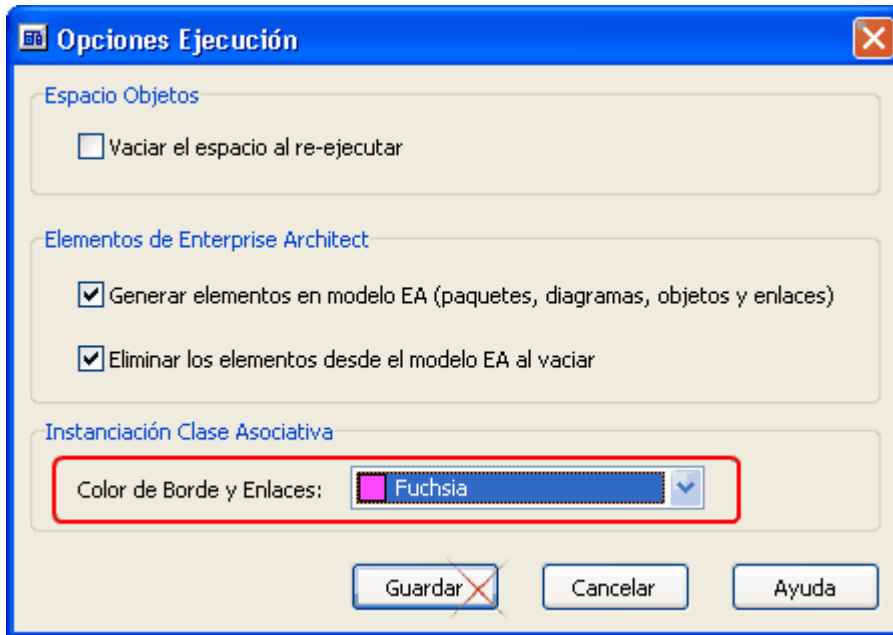 Opciones Ejecución
Espacio Objetos
Vaciar el espacio al re-ejecutar
Elementos de Enterprise Architect
Generar elementos en modelo EA (paquetes, diagramas, objetos y enlaces)
Eliminar los elementos desde el modelo EA al vaciar
Instanciación Clase Asociativa
Color de Borde y Enlaces: Fuchsia
Guardar Cancelar Ayuda